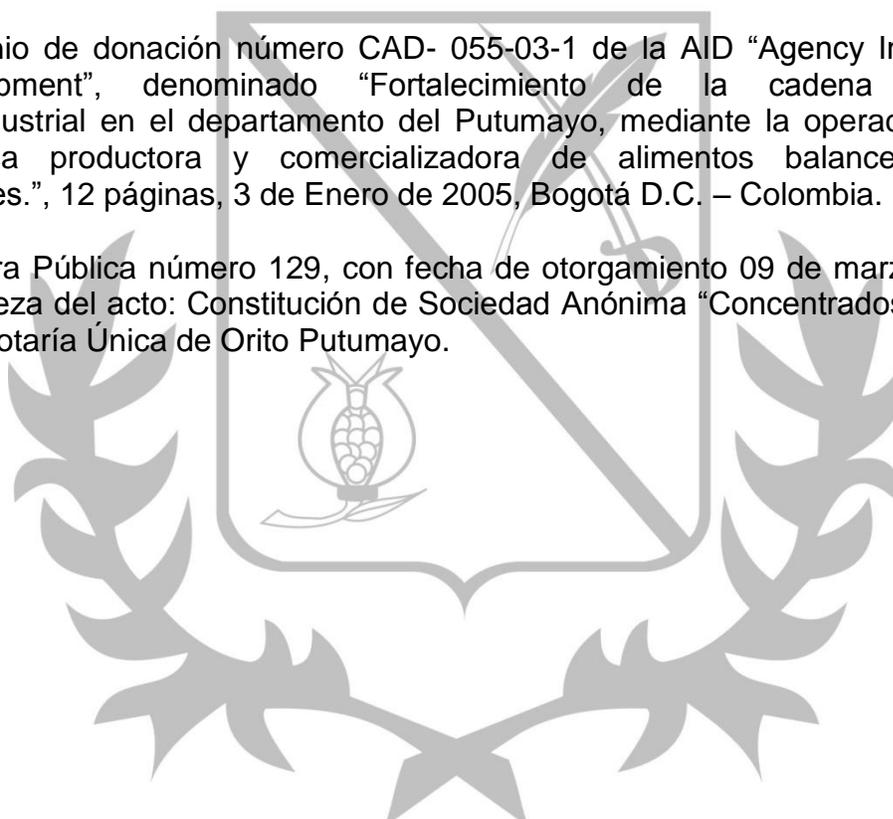 nio de donación número CAD- 055-03-1 de la AID “Agency In
pment”, denominado “Fortalecimiento de la cadena
ustrial en el departamento del Putumayo, mediante la operac
a productora y comercializadora de alimentos balance
es.”, 12 páginas, 3 de Enero de 2005, Bogotá D.C. – Colombia.
ra Pública número 129, con fecha de otorgamiento 09 de marz
eza del acto: Constitución de Sociedad Anónima “Concentrados
otaría Única de Orito Putumayo.